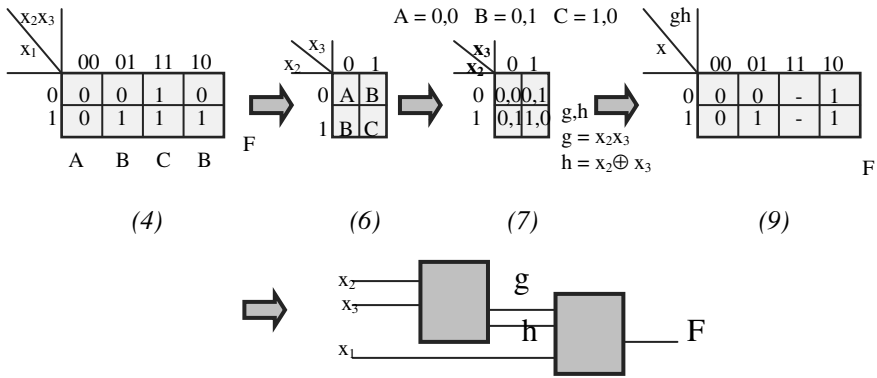 A = 0,0 B = 0,1 C = 1,0
x₂x₃
x₁
00 01 11 10
0 0 0 1 0
1 0 1 1 1
A B C B
F
(4)
x₃
x₂
0 1
0 A B
1 B C
(6)
x₃
x₂
0 1
0 0,0 0,1
1 0,1 1,0
g,h
g = x₂x₃
h = x₂⊕ x₃
(7)
gh
x
00 01 11 10
0 0 0 - 1
1 0 1 - 1
F
(9)
x₂
x₃
x₁
g
h
F